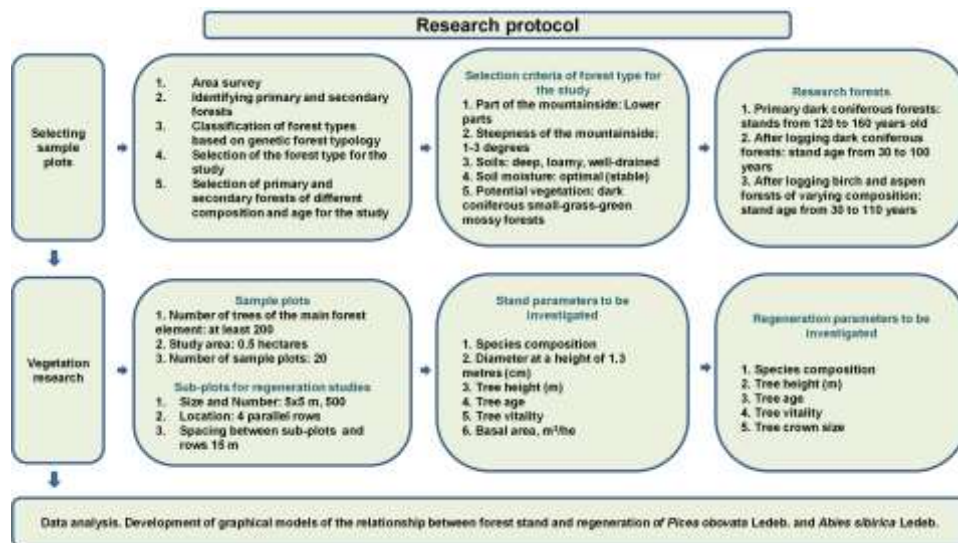 Research protocol
Selecting
sample
plots
1. Area survey
2. Identifying primary and secondary
forests
3. Classification of forest types
based on genetic forest typology
4. Selection of the forest type for the
study
5. Selection of primary and
secondary forests of different
composition and age for the study
Selection criteria of forest type for
the study
1. Part of the mountainside: Lower
parts
2. Steepness of the mountainside:
1-3 degrees
3. Soils: deep, loamy, well-drained
4. Soil moisture: optimal (stable)
5. Potential vegetation: dark
coniferous small-grass-green
mossy forests
Research forests
1. Primary dark coniferous forests:
stands from 120 to 160 years old
2. After logging dark coniferous
forests: stand age from 30 to 100
years
3. After logging birch and aspen
forests of varying composition:
stand age from 30 to 110 years
Vegetation
research
Sample plots
1. Number of trees of the main forest
element: at least 200
2. Study area: 0.5 hectares
3. Number of sample plots: 20
Sub-plots for regeneration studies
1. Size and Number: 5x5 m, 500
2. Location: 4 parallel rows
3. Spacing between sub-plots and
rows 15 m
Stand parameters to be
investigated
1. Species composition
2. Diameter at a height of 1.3
metres (cm)
3. Tree height (m)
4. Tree age
5. Tree vitality
6. Basal area, m²/ha
Regeneration parameters to be
investigated
1. Species composition
2. Tree height (m)
3. Tree age
4. Tree vitality
5. Tree crown size
Data analysis. Development of graphical models of the relationship between forest stand and regeneration of Picea obovata Ledeb. and Abies sibirica Ledeb.